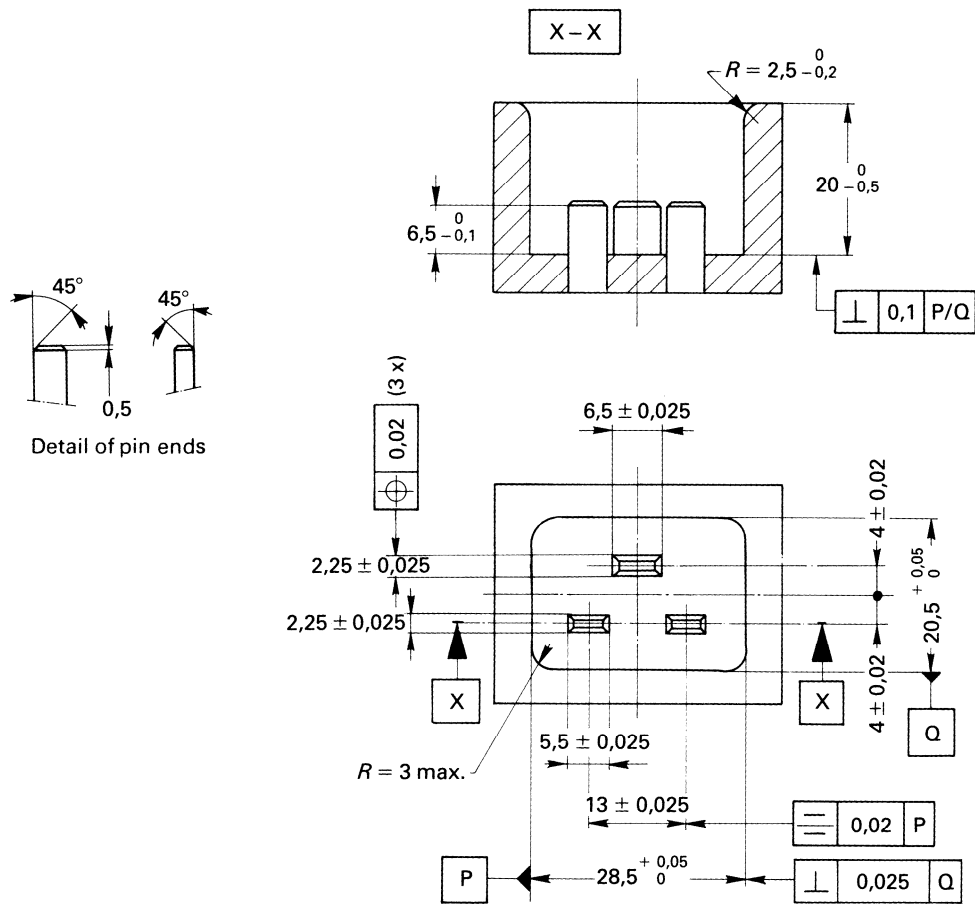 X – X
R = 2,5 0 -0,2
20 0 -0,5
6,5 0 -0,1
⊥ 0,1 P/Q
45° 45°
0,5
Detail of pin ends
⌖ 0,02 (3 x)
6,5 ± 0,025
4 ± 0,02
2,25 ± 0,025
20,5 + 0,05 0
2,25 ± 0,025
4 ± 0,02
X X
Q
5,5 ± 0,025
R = 3 max.
13 ± 0,025
⌯ 0,02 P
P
28,5 + 0,05 0
⊥ 0,025 Q